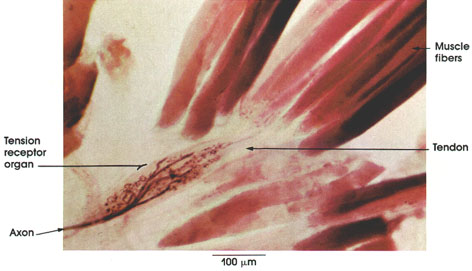 Muscle
fibers
Tension
receptor
organ
Tendon
Axon
100 μm